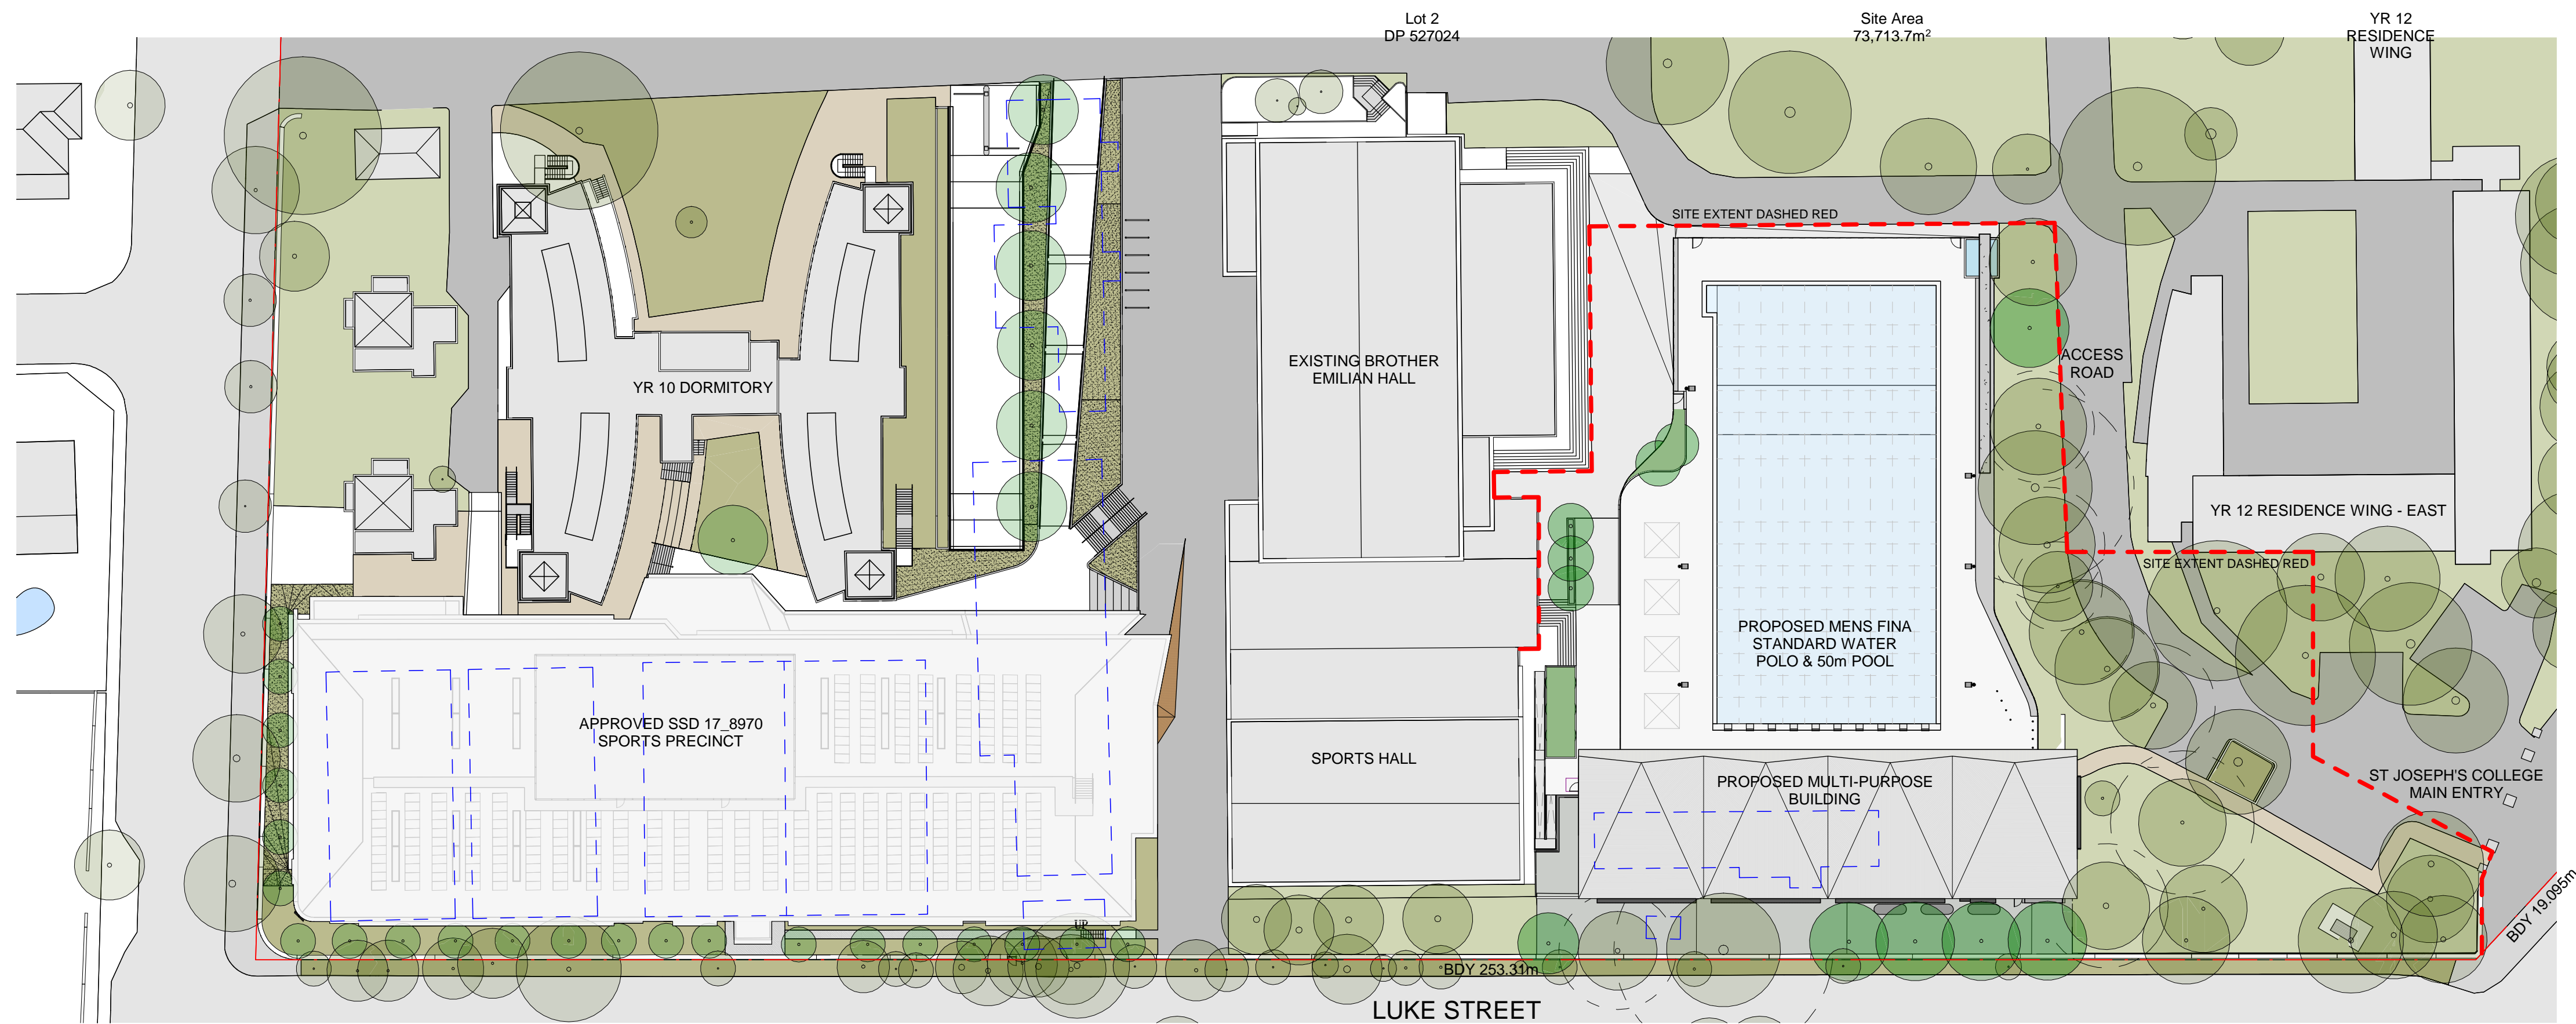 Lot 2
DP 527024
Site Area
73,713.7m²
YR 12
RESIDENCE
WING
SITE EXTENT DASHED RED
EXISTING BROTHER
EMILIAN HALL
YR 10 DORMITORY
ACCESS
ROAD
YR 12 RESIDENCE WING - EAST
SITE EXTENT DASHED RED
PROPOSED MENS FINA
STANDARD WATER
POLO & 50m POOL
APPROVED SSD 17_8970
SPORTS PRECINCT
SPORTS HALL
PROPOSED MULTI-PURPOSE
BUILDING
ST JOSEPH'S COLLEGE
MAIN ENTRY
UP
BDY 19.095m
BDY 253.31m
LUKE STREET